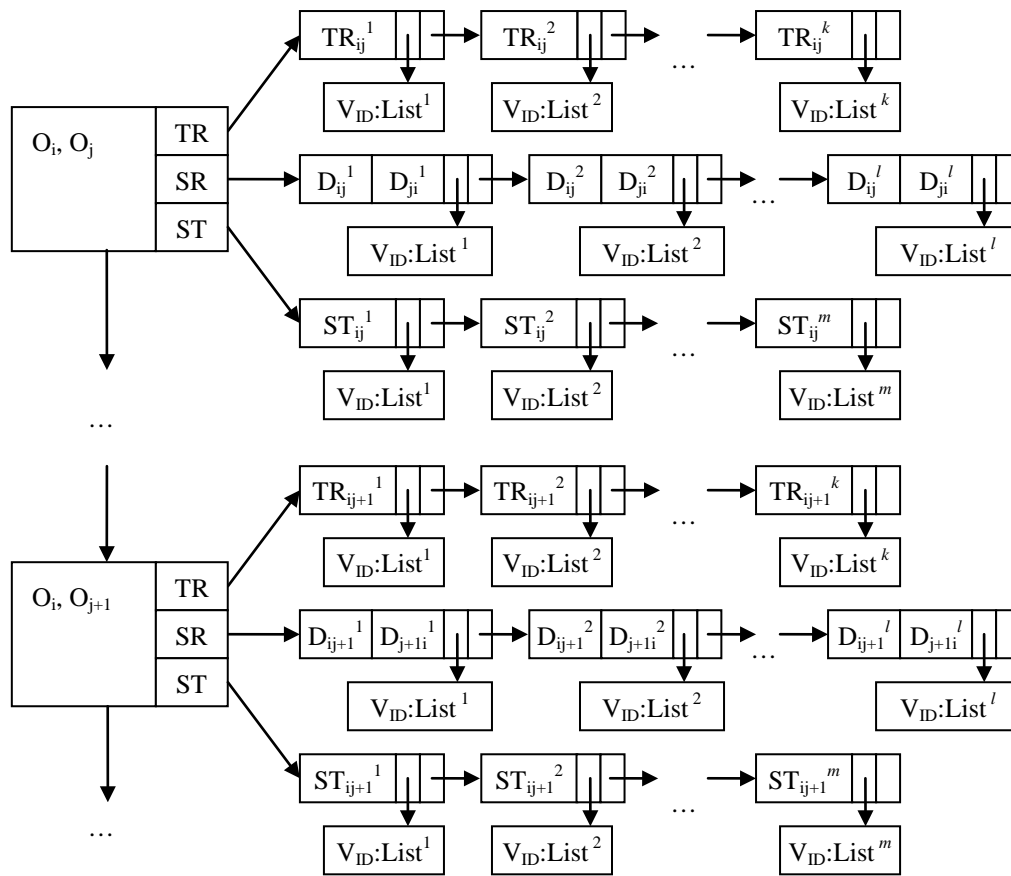 TR_ij^1 TR_ij^2 … TR_ij^k
V_ID:List^1 V_ID:List^2 V_ID:List^k
O_i, O_j
TR
SR
ST
D_ij^1 D_ji^1 D_ij^2 D_ji^2 … D_ij^l D_ji^l
V_ID:List^1 V_ID:List^2 V_ID:List^l
ST_ij^1 ST_ij^2 … ST_ij^m
V_ID:List^1 V_ID:List^2 V_ID:List^m
…
TR_ij+1^1 TR_ij+1^2 … TR_ij+1^k
V_ID:List^1 V_ID:List^2 V_ID:List^k
O_i, O_j+1
TR
SR
ST
D_ij+1^1 D_j+1i^1 D_ij+1^2 D_j+1i^2 … D_ij+1^l D_j+1i^l
V_ID:List^1 V_ID:List^2 V_ID:List^l
ST_ij+1^1 ST_ij+1^2 … ST_ij+1^m
V_ID:List^1 V_ID:List^2 V_ID:List^m
…